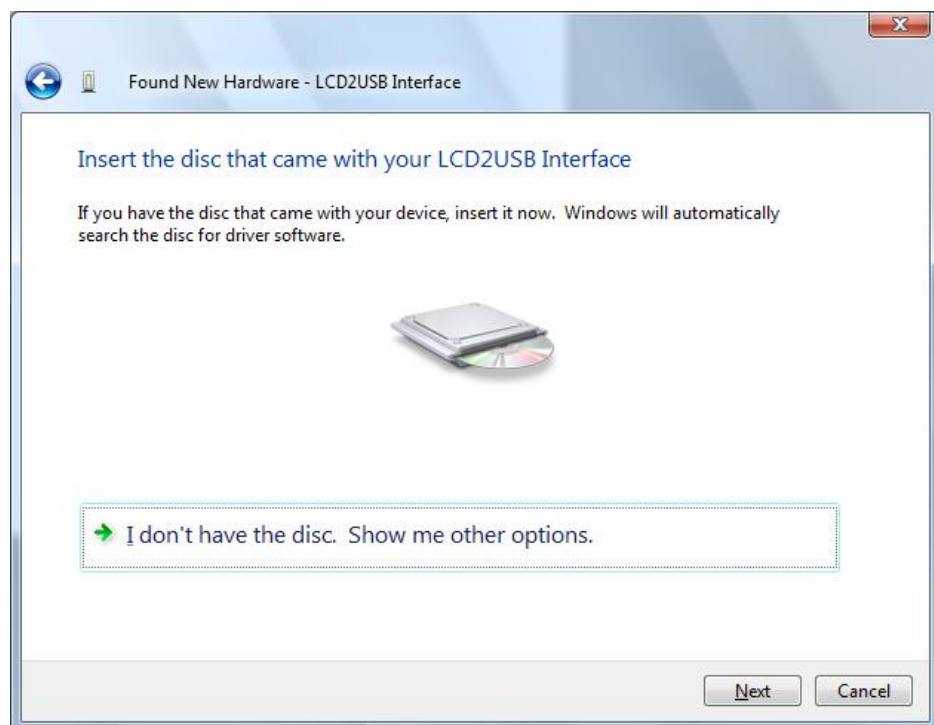 Found New Hardware - LCD2USB Interface
Insert the disc that came with your LCD2USB Interface
If you have the disc that came with your device, insert it now.  Windows will automatically
search the disc for driver software.
I don't have the disc.  Show me other options.
Next Cancel